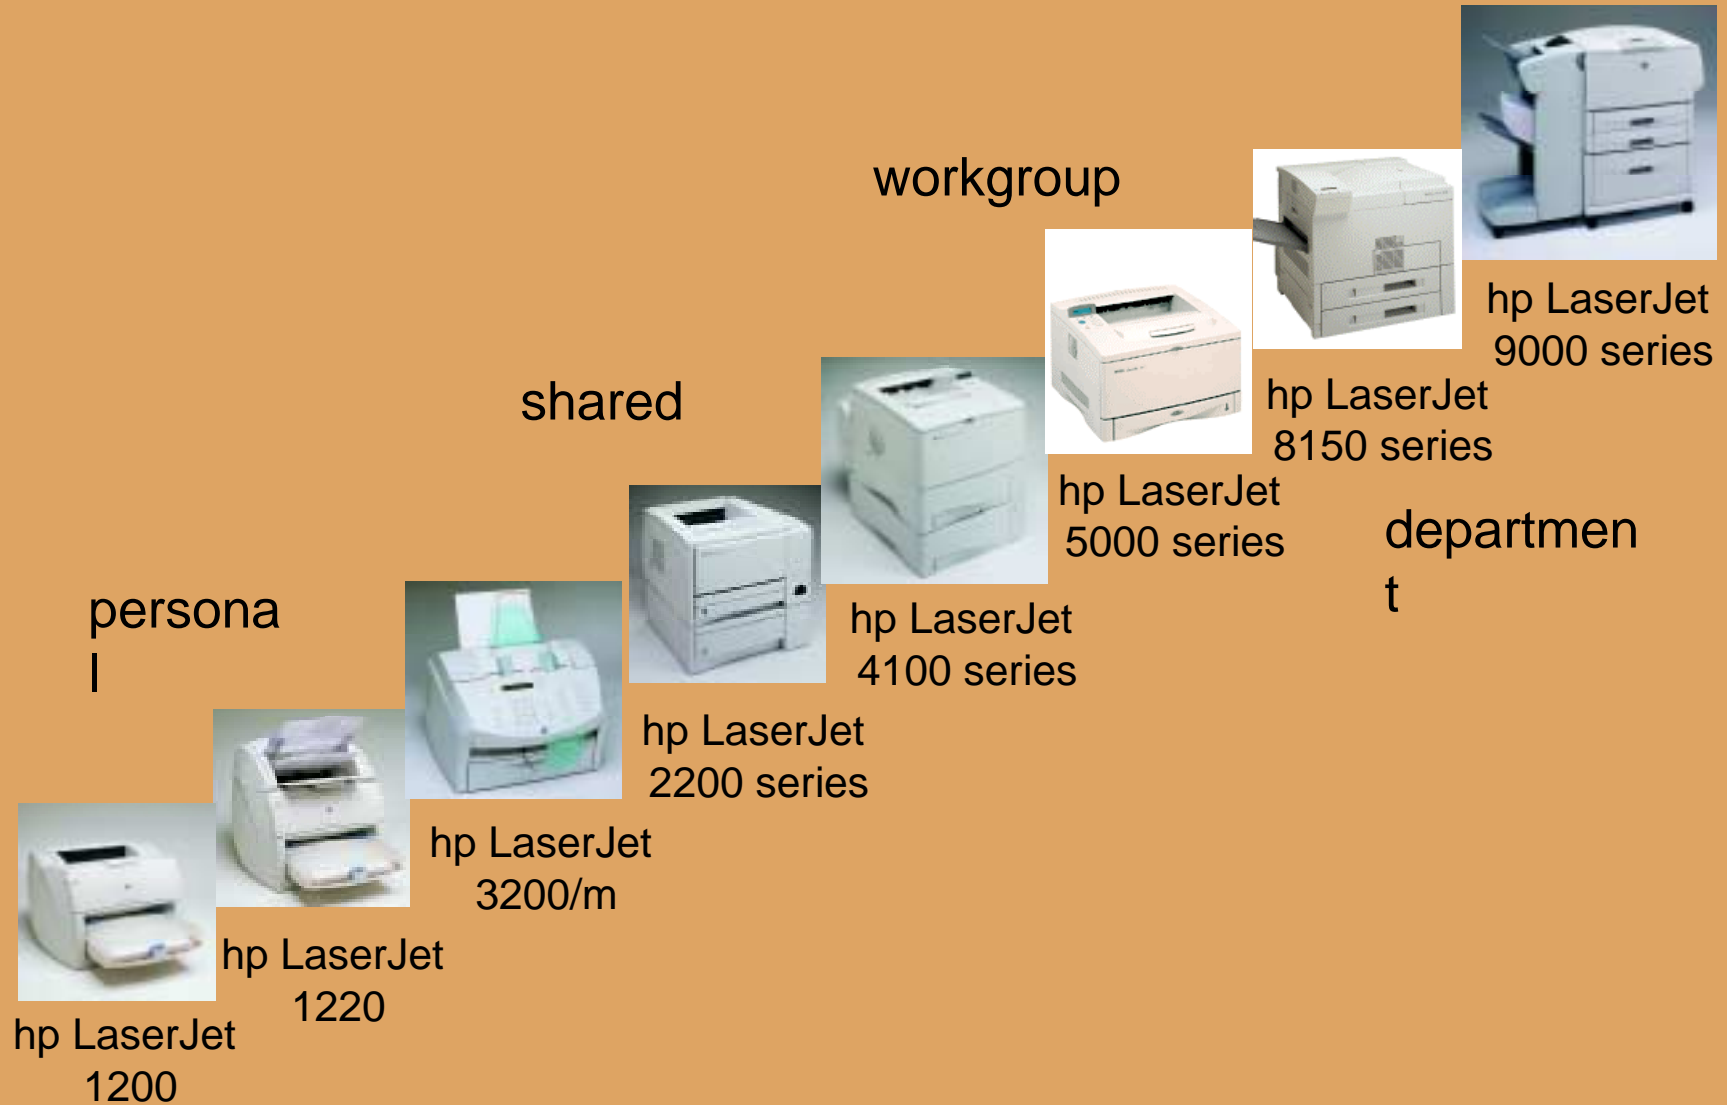 workgroup
hp LaserJet
9000 series
shared
hp LaserJet
8150 series
hp LaserJet
5000 series
departmen
t
persona
l
hp LaserJet
4100 series
hp LaserJet
2200 series
hp LaserJet
3200/m
hp LaserJet
1220
hp LaserJet
1200